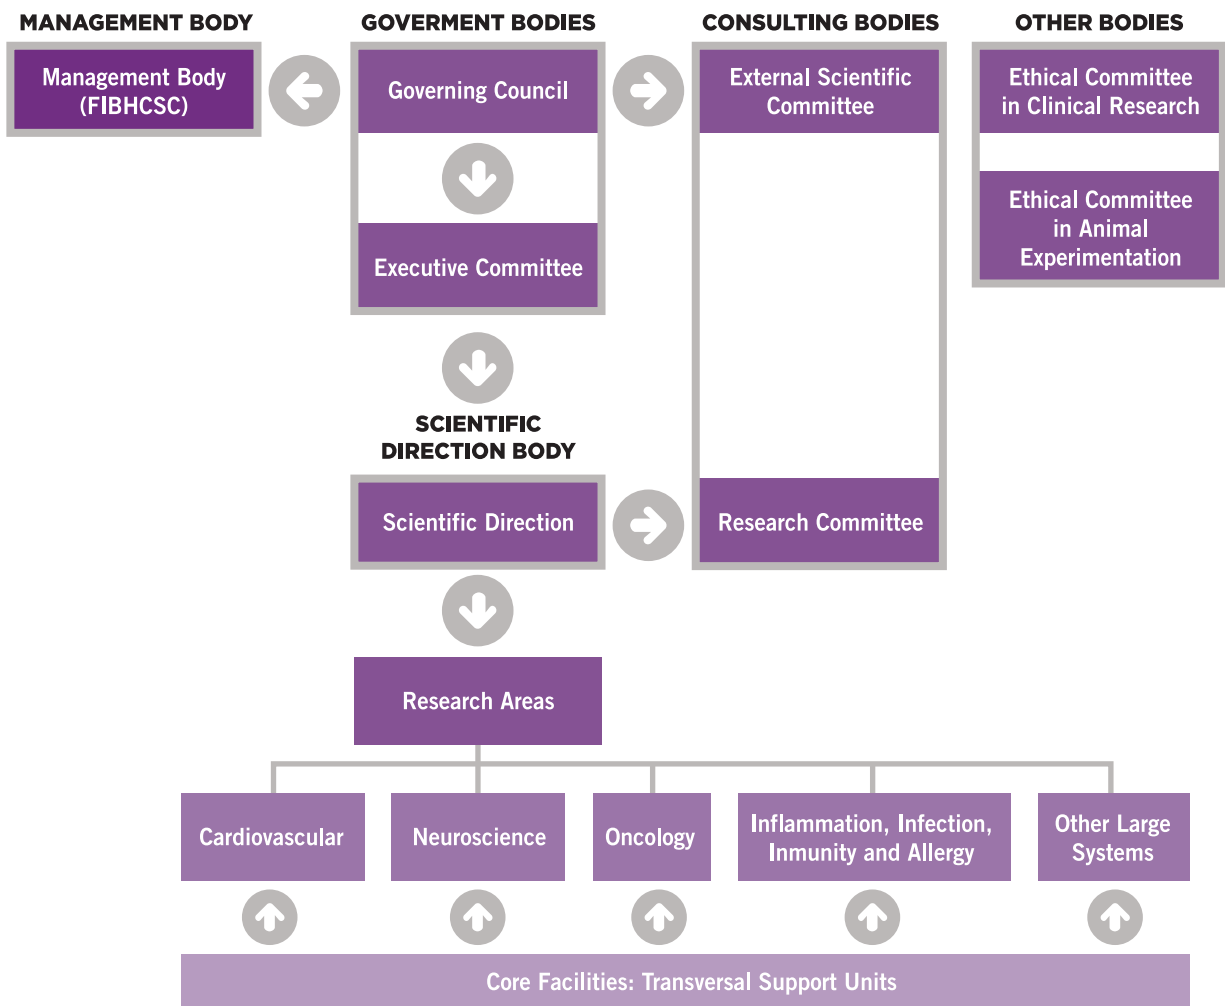 MANAGEMENT BODY
GOVERMENT BODIES
CONSULTING BODIES
OTHER BODIES
Management Body
(FIBHCSC)
Governing Council
External Scientific
Committee
Ethical Committee
in Clinical Research
Ethical Committee
in Animal
Experimentation
Executive Committee
SCIENTIFIC
DIRECTION BODY
Scientific Direction
Research Committee
Research Areas
Cardiovascular
Neuroscience
Oncology
Inflammation, Infection,
Inmunity and Allergy
Other Large
Systems
Core Facilities: Transversal Support Units